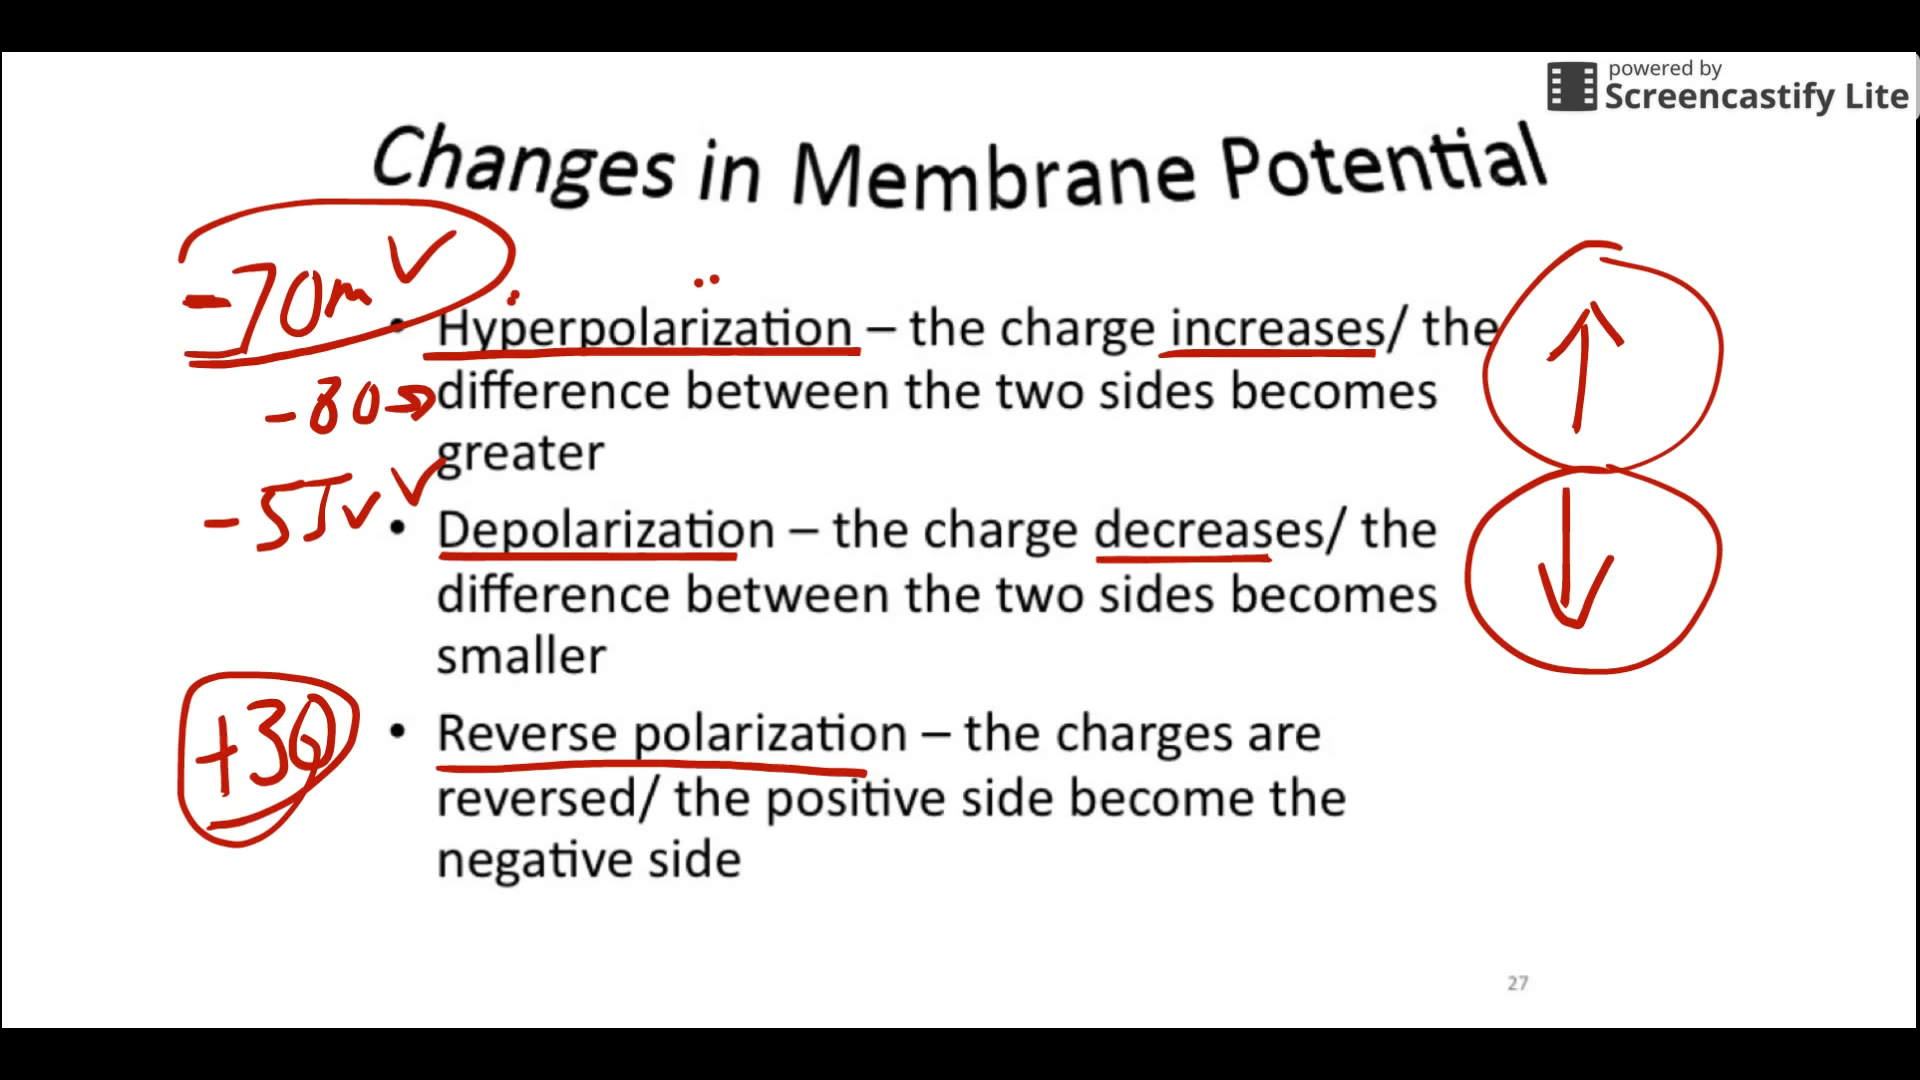 powered by
Screencastify Lite
Changes in Membrane Potential
-70mV
• Hyperpolarization – the charge increases/ the
-80
difference between the two sides becomes
greater
-55
• Depolarization – the charge decreases/ the
difference between the two sides becomes
smaller
+30
• Reverse polarization – the charges are
reversed/ the positive side become the
negative side
27